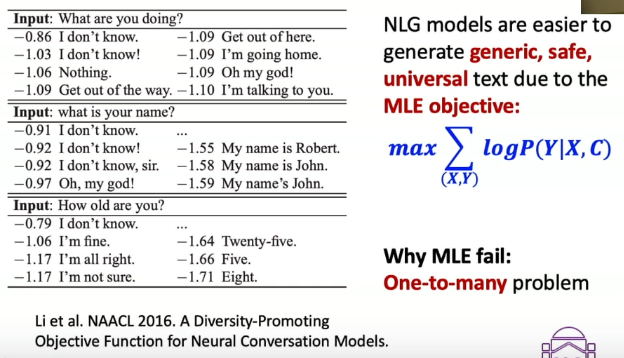 Input: What are you doing?
−0.86 I don't know. −1.09 Get out of here.
−1.03 I don't know! −1.09 I'm going home.
−1.06 Nothing. −1.09 Oh my god!
−1.09 Get out of the way. −1.10 I'm talking to you.
Input: what is your name?
−0.91 I don't know. ...
−0.92 I don't know! −1.55 My name is Robert.
−0.92 I don't know, sir. −1.58 My name is John.
−0.97 Oh, my god! −1.59 My name's John.
Input: How old are you?
−0.79 I don't know. ...
−1.06 I'm fine. −1.64 Twenty-five.
−1.17 I'm all right. −1.66 Five.
−1.17 I'm not sure. −1.71 Eight.
Li et al. NAACL 2016. A Diversity-Promoting
Objective Function for Neural Conversation Models.
NLG models are easier to
generate generic, safe,
universal text due to the
MLE objective:
max ∑ logP(Y|X, C)
(X,Y)
Why MLE fail:
One-to-many problem